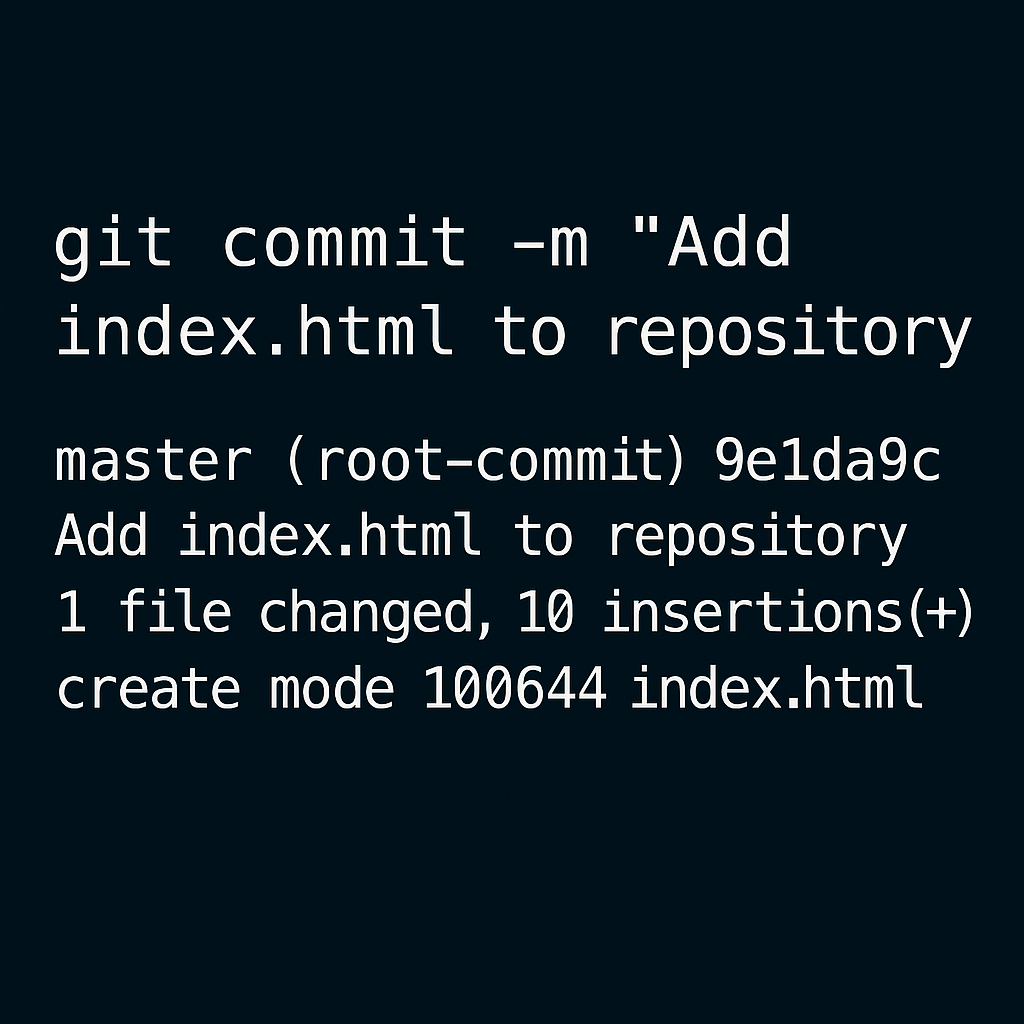 git commit -m "Add
index.html to repository
master (root-commit) 9e1da9c
Add index.html to repository
1 file changed, 10 insertions(+)
create mode 100644 index.html